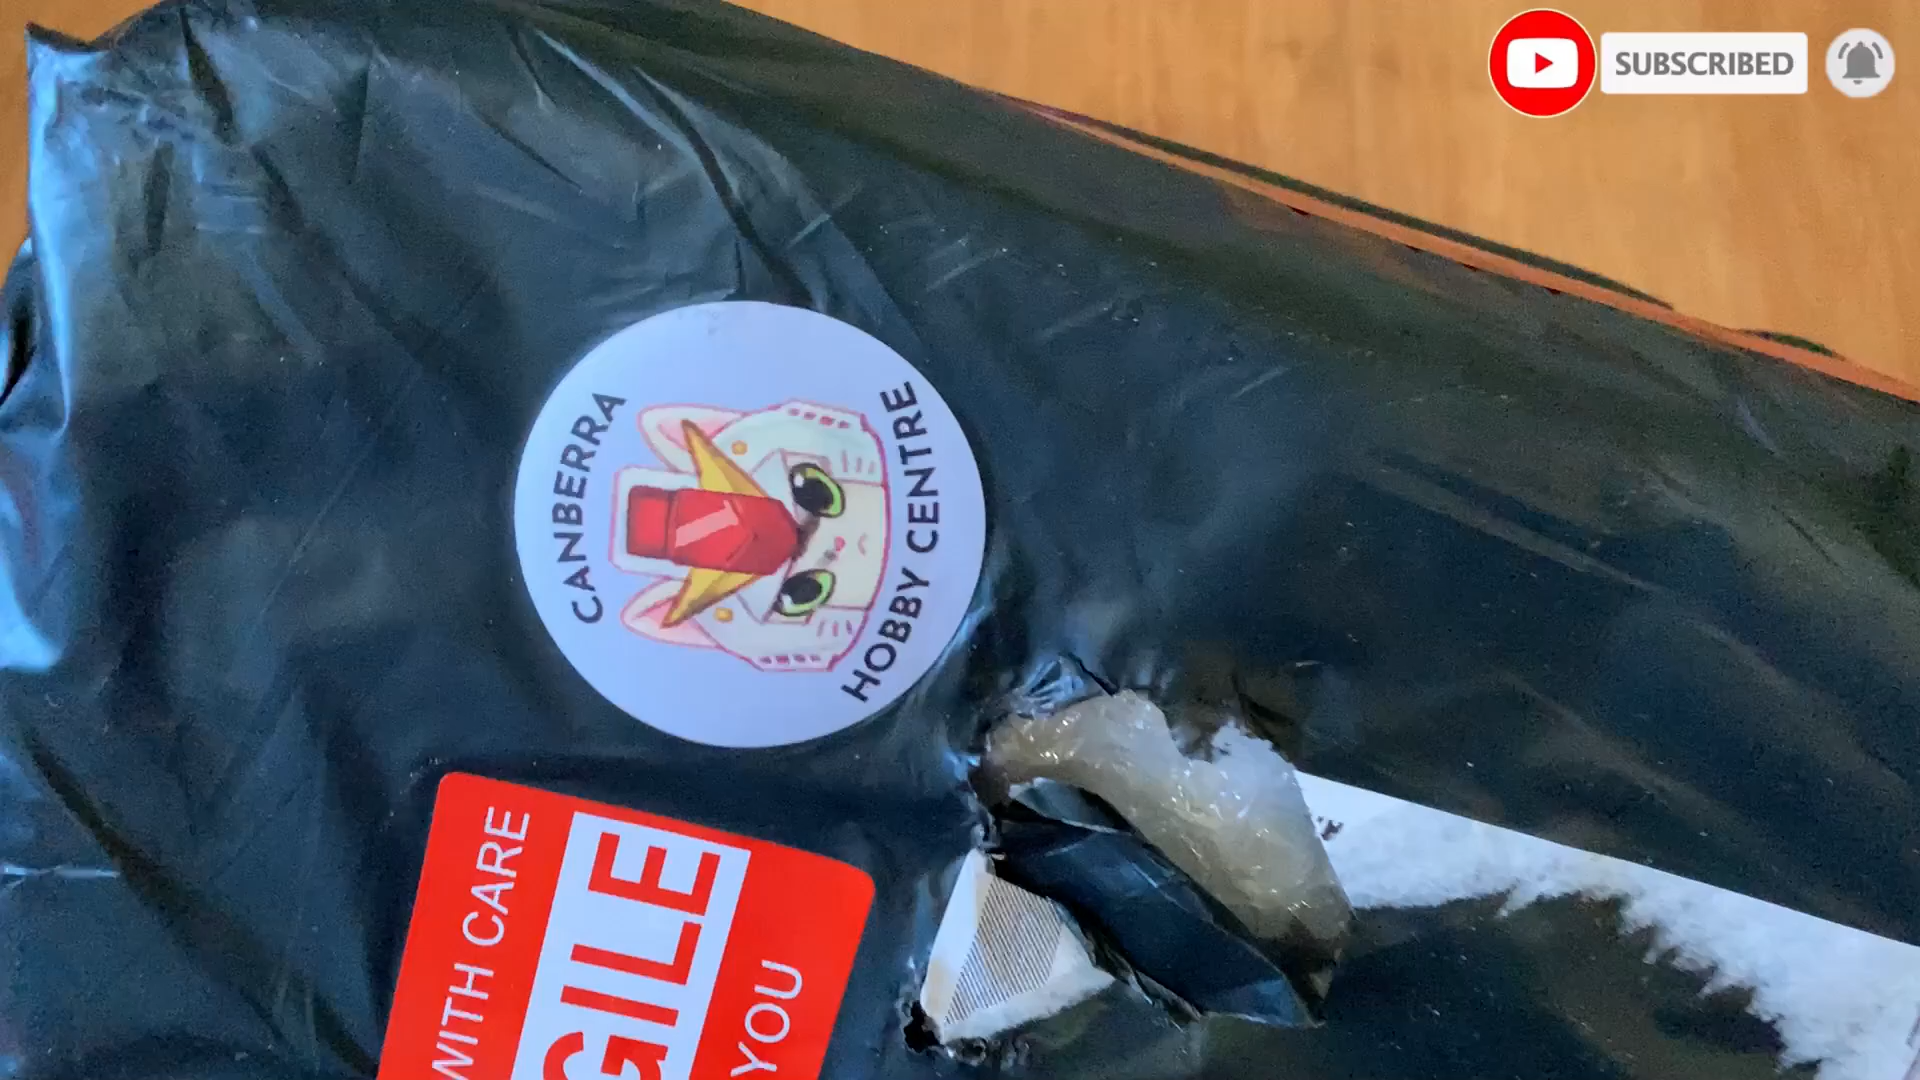 SUBSCRIBED
CANBERRA
HOBBY CENTRE
WITH CARE
GILE
YOU